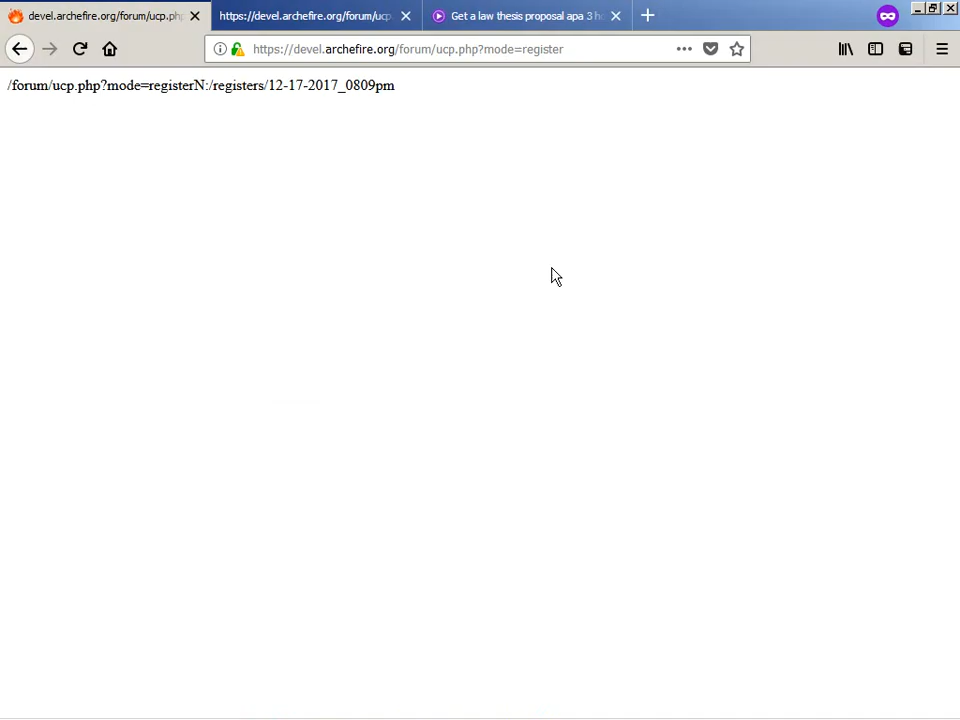 devel.archefire.org/forum/ucp.ph
https://devel.archefire.org/forum/ucp.
Get a law thesis proposal apa 3 h
https://devel.archefire.org/forum/ucp.php?mode=register
/forum/ucp.php?mode=registerN:/registers/12-17-2017_0809pm